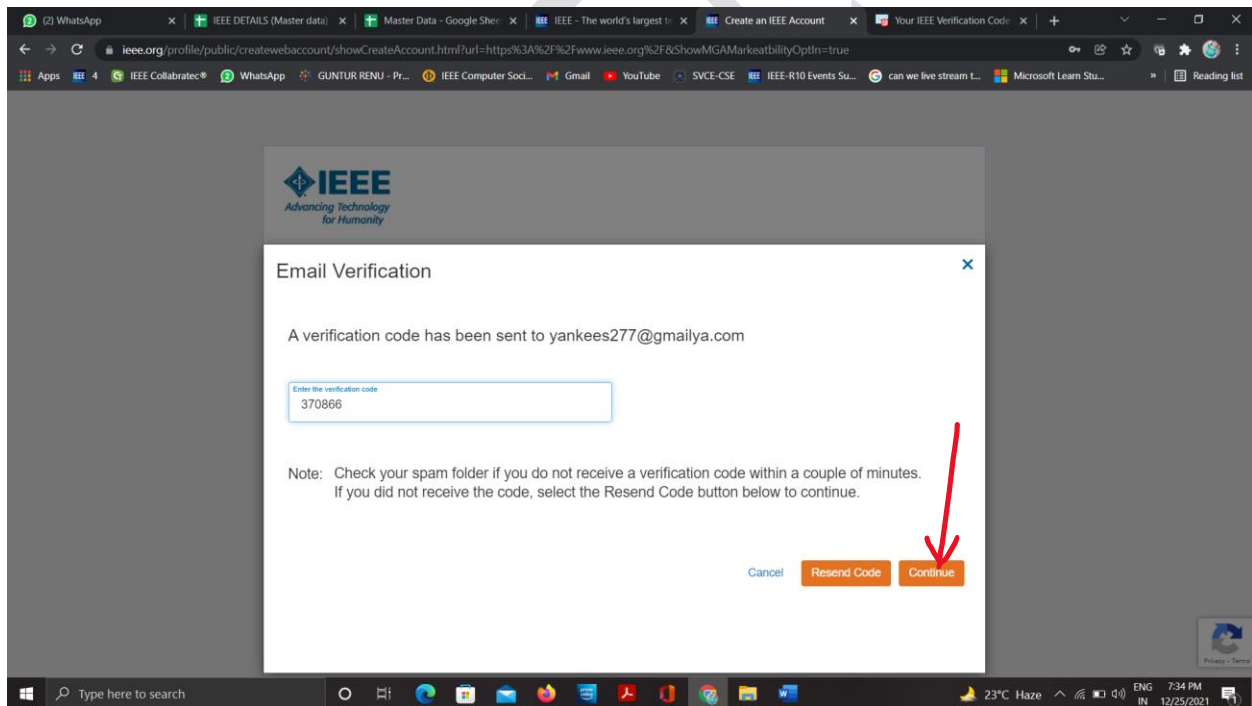 (2) WhatsApp
IEEE DETAILS (Master data)
Master Data - Google Shee
IEEE - The world's largest te
Create an IEEE Account
Your IEEE Verification Code
ieee.org/profile/public/createwebaccount/showCreateAccount.html?url=https%3A%2F%2Fwww.ieee.org%2F&ShowMGAMarkeatbilityOptIn=true
Apps
4
IEEE Collabratec®
WhatsApp
GUNTUR RENU - Pr...
IEEE Computer Soci...
Gmail
YouTube
SVCE-CSE
IEEE-R10 Events Su...
can we live stream t...
Microsoft Learn Stu...
»
Reading list
IEEE
Advancing Technology
for Humanity
Email Verification
A verification code has been sent to yankees277@gmailya.com
Enter the verification code
370866
Note: Check your spam folder if you do not receive a verification code within a couple of minutes.
If you did not receive the code, select the Resend Code button below to continue.
Cancel
Resend Code
Continue
Privacy - Terms
Type here to search
23°C Haze
ENG
IN
7:34 PM
12/25/2021